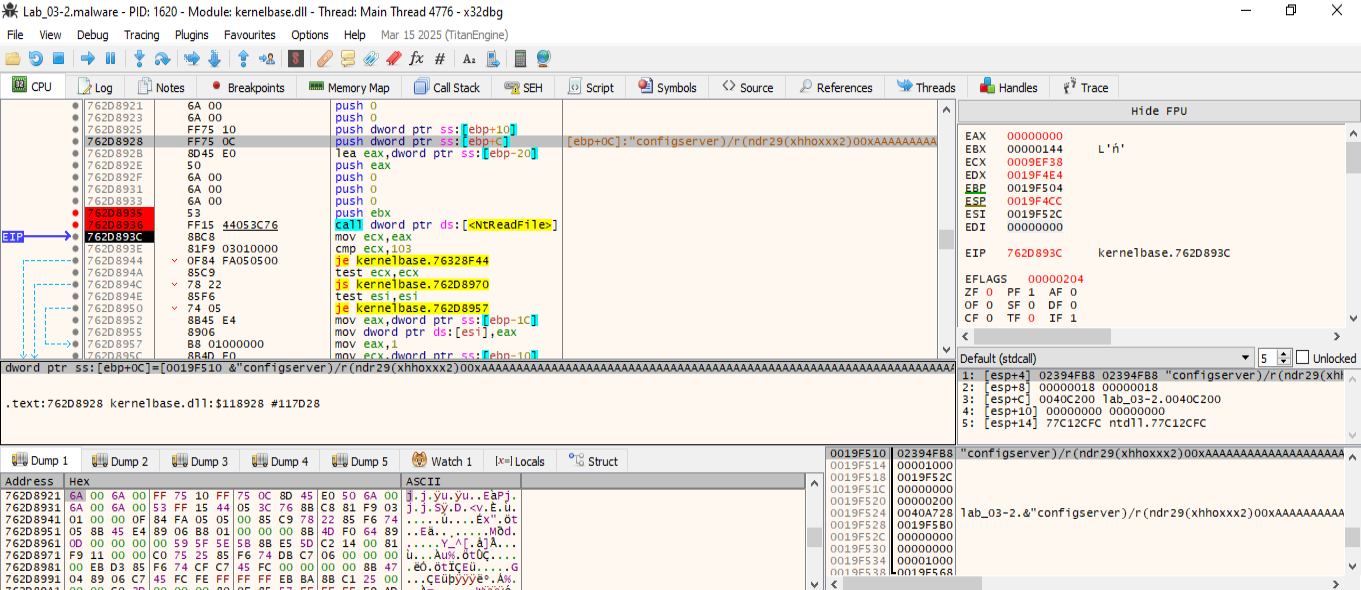 Lab_03-2.malware - PID: 1620 - Module: kernelbase.dll - Thread: Main Thread 4776 - x32dbg
File View Debug Tracing Plugins Favourites Options Help Mar 15 2025 (TitanEngine)
CPU Log Notes Breakpoints Memory Map Call Stack SEH Script Symbols Source References Threads Handles Trace
762D8921 6A 00 push 0
762D8923 6A 00 push 0
762D8925 FF75 10 push dword ptr ss:[ebp+10]
762D8928 FF75 0C push dword ptr ss:[ebp+C] [ebp+0C]:"configserver)/r(ndr29(xhhoxxx2)00xAAAAAAAAA
762D892B 8D45 E0 lea eax,dword ptr ss:[ebp-20]
762D892E 50 push eax
762D892F 6A 00 push 0
762D8931 6A 00 push 0
762D8933 6A 00 push 0
762D8935 53 push ebx
762D8936 FF15 44053C76 call dword ptr ds:[<NtReadFile>]
EIP 762D893C 8BC8 mov ecx,eax
762D893E 81F9 03010000 cmp ecx,103
762D8944 0F84 FA050500 je kernelbase.76328F44
762D894A 85C9 test ecx,ecx
762D894C 78 22 js kernelbase.762D8970
762D894E 85F6 test esi,esi
762D8950 74 05 je kernelbase.762D8957
762D8952 8B45 E4 mov eax,dword ptr ss:[ebp-1C]
762D8955 8906 mov dword ptr ds:[esi],eax
762D8957 B8 01000000 mov eax,1
762D895C 8B4D F0 mov ecx,dword ptr ss:[ebp-10]
Hide FPU
EAX 00000000
EBX 00000144 L'ń'
ECX 0009EF38
EDX 0019F4E4
EBP 0019F504
ESP 0019F4CC
ESI 0019F52C
EDI 00000000
EIP 762D893C kernelbase.762D893C
EFLAGS 00000204
ZF 0 PF 1 AF 0
OF 0 SF 0 DF 0
CF 0 TF 0 IF 1
Default (stdcall) 5 Unlocked
1: [esp+4] 02394FB8 02394FB8 "configserver)/r(ndr29(xhh
2: [esp+8] 00000018 00000018
3: [esp+C] 0040C200 lab_03-2.0040C200
4: [esp+10] 00000000 00000000
5: [esp+14] 77C12CFC ntdll.77C12CFC
dword ptr ss:[ebp+0C]=[0019F510 &"configserver)/r(ndr29(xhhoxxx2)00xAAAAAAAAAAAAAAAAAAAAAAAAAAAAAAAAAAAAAAAAAAAAAAAAAAAAAAAAAAAAAAAAAAAA
.text:762D8928 kernelbase.dll:$118928 #117D28
Dump 1 Dump 2 Dump 3 Dump 4 Dump 5 Watch 1 Locals Struct
Address Hex ASCII
762D8921 6A 00 6A 00 FF 75 10 FF 75 0C 8D 45 E0 50 6A 00 j.j.ÿu.ÿu..EàPj.
762D8931 6A 00 6A 00 53 FF 15 44 05 3C 76 8B C8 81 F9 03 j.j.Sÿ.D.<v.È.ù.
762D8941 01 00 00 0F 84 FA 05 05 00 85 C9 78 22 85 F6 74 .....ú....Éx".öt
762D8951 05 8B 45 E4 89 06 B8 01 00 00 00 8B 4D F0 64 89 ..Eä..¸.....Mðd.
762D8961 0D 00 00 00 00 59 5F 5E 5B 8B E5 5D C2 14 00 81 .....Y_^[.å]Â...
762D8971 F9 11 00 00 C0 75 25 85 F6 74 DB C7 06 00 00 00 ù...Àu%.ötÛÇ....
762D8981 00 EB D3 85 F6 74 CF C7 45 FC 00 00 00 00 8B 47 .ëÓ.ötÏÇEü.....G
762D8991 04 89 06 C7 45 FC FE FF FF FF EB BA 8B C1 25 00 ...ÇEüþÿÿÿëº.Á%.
0019F510 02394FB8 "configserver)/r(ndr29(xhhoxxx2)00xAAAAAAAAAAAAAAAAAAAAA
0019F514 00001000
0019F518 0019F52C
0019F51C 00000000
0019F520 00000200
0019F524 0040A728 lab_03-2.&"configserver)/r(ndr29(xhhoxxx2)00xAAAAAAAAAA
0019F528 0019F5B0
0019F52C 00000000
0019F530 00000000
0019F534 00001000
0019F538 0019F568